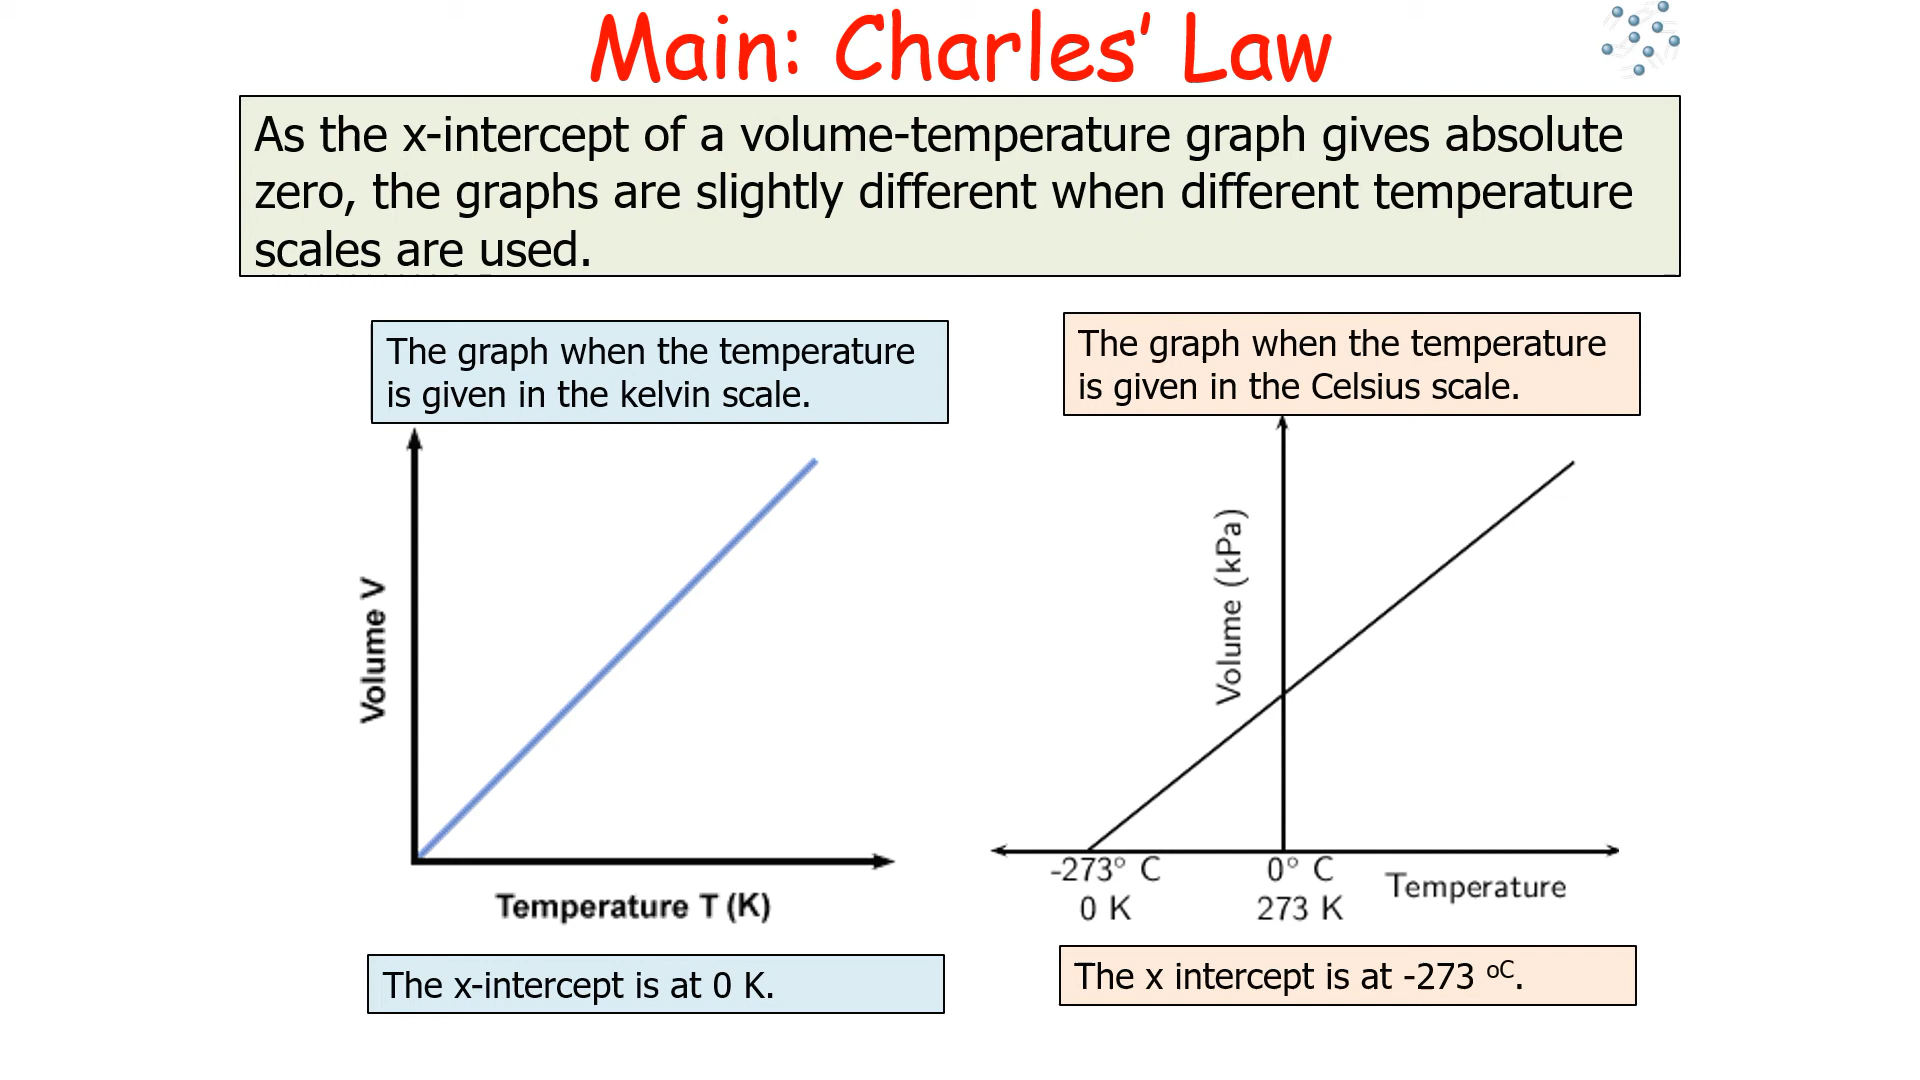 Main: Charles’ Law
As the x-intercept of a volume-temperature graph gives absolute
zero, the graphs are slightly different when different temperature
scales are used.
The graph when the temperature
is given in the kelvin scale.
Volume V
Temperature T (K)
The x-intercept is at 0 K.
The graph when the temperature
is given in the Celsius scale.
Volume (kPa)
-273° C
0 K
0° C
273 K
Temperature
The x intercept is at -273 ᵒC.